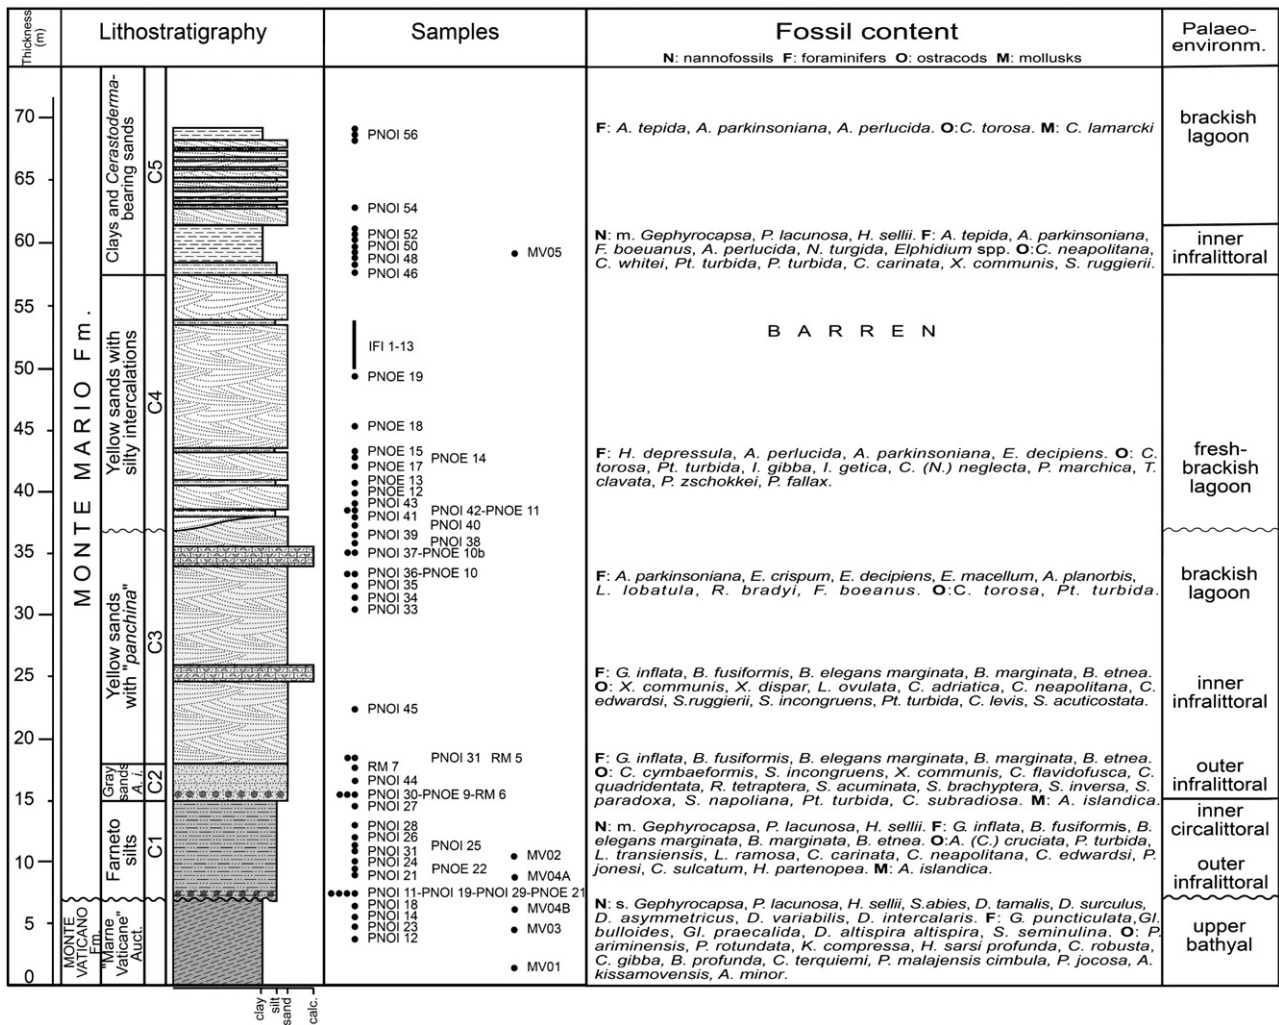 Thickness (m)
Lithostratigraphy
Samples
Fossil content
N: nannofossils F: foraminifers O: ostracods M: mollusks
Palaeo-
environm.
70
65
60
55
50
45
40
35
30
25
20
15
10
5
0
MONTE MARIO Fm.
MONTE
VATICANO
Fm.
Clays and Cerastoderma-
bearing sands
C5
Yellow sands with
silty intercalations
C4
Yellow sands
with "panchina"
C3
Gray
sands
A. i.
C2
Farneto
silts
C1
"Marne
Vaticane"
Auct.
clay
silt
sand
calc.
PNOI 56
PNOI 54
PNOI 52
PNOI 50
MV05
PNOI 48
PNOI 46
IFI 1-13
PNOE 19
PNOE 18
PNOE 15
PNOE 14
PNOE 17
PNOE 13
PNOE 12
PNOI 43
PNOI 42-PNOE 11
PNOI 41
PNOI 40
PNOI 39
PNOI 38
PNOI 37-PNOE 10b
PNOI 36-PNOE 10
PNOI 35
PNOI 34
PNOI 33
PNOI 45
PNOI 31 RM 5
RM 7
PNOI 44
PNOI 30-PNOE 9-RM 6
PNOI 27
PNOI 28
PNOI 26
PNOI 25
PNOI 31
MV02
PNOI 24
PNOE 22
PNOI 21
MV04A
PNOI 11-PNOI 19-PNOI 29-PNOE 21
PNOI 18
MV04B
PNOI 14
PNOI 23
MV03
PNOI 12
MV01
F: A. tepida, A. parkinsoniana, A. perlucida. O:C. torosa. M: C. lamarcki
N: m. Gephyrocapsa, P. lacunosa, H. sellii. F: A. tepida, A. parkinsoniana,
F. boeuanus, A. perlucida, N. turgida, Elphidium spp. O:C. neapolitana,
C. whitei, Pt. turbida, P. turbida, C. carinata, X. communis, S. ruggierii.
BARREN
F: H. depressula, A. perlucida, A. parkinsoniana, E. decipiens. O: C.
torosa, Pt. turbida, I. gibba, I. getica, C. (N.) neglecta, P. marchica, T.
clavata, P. zschokkei, P. fallax.
F: A. parkinsoniana, E. crispum, E. decipiens, E. macellum, A. planorbis,
L. lobatula, R. bradyi, F. boeanus. O:C. torosa, Pt. turbida.
F: G. inflata, B. fusiformis, B. elegans marginata, B. marginata, B. etnea.
O: X. communis, X. dispar, L. ovulata, C. adriatica, C. neapolitana, C.
edwardsi, S.ruggierii, S. incongruens, Pt. turbida, C. levis, S. acuticostata.
F: G. inflata, B. fusiformis, B. elegans marginata, B. marginata, B. etnea.
O: C. cymbaeformis, S. incongruens, X. communis, C. flavidofusca, C.
quadridentata, R. tetraptera, S. acuminata, S. brachyptera, S. inversa, S.
paradoxa, S. napoliana, Pt. turbida, C. subradiosa. M: A. islandica.
N: m. Gephyrocapsa, P. lacunosa, H. sellii. F: G. inflata, B. fusiformis, B.
elegans marginata, B. marginata, B. etnea. O:A. (C.) cruciata, P. turbida,
L. transiensis, L. ramosa, C. carinata, C. neapolitana, C. edwardsi, P.
jonesi, C. sulcatum, H. partenopea. M: A. islandica.
N: s. Gephyrocapsa, P. lacunosa, H. sellii, S.abies, D. tamalis, D. surculus,
D. asymmetricus, D. variabilis, D. intercalaris. F: G. puncticulata,Gl.
bulloides, Gl. praecalida, D. altispira altispira, S. seminulina. O: P.
ariminensis, P. rotundata, K. compressa, H. sarsi profunda, C. robusta,
C. gibba, B. profunda, C. terquiemi, P. malajensis cimbula, P. jocosa, A.
kissamovensis, A. minor.
brackish
lagoon
inner
infralittoral
fresh-
brackish
lagoon
brackish
lagoon
inner
infralittoral
outer
infralittoral
inner
circalittoral
outer
infralittoral
upper
bathyal